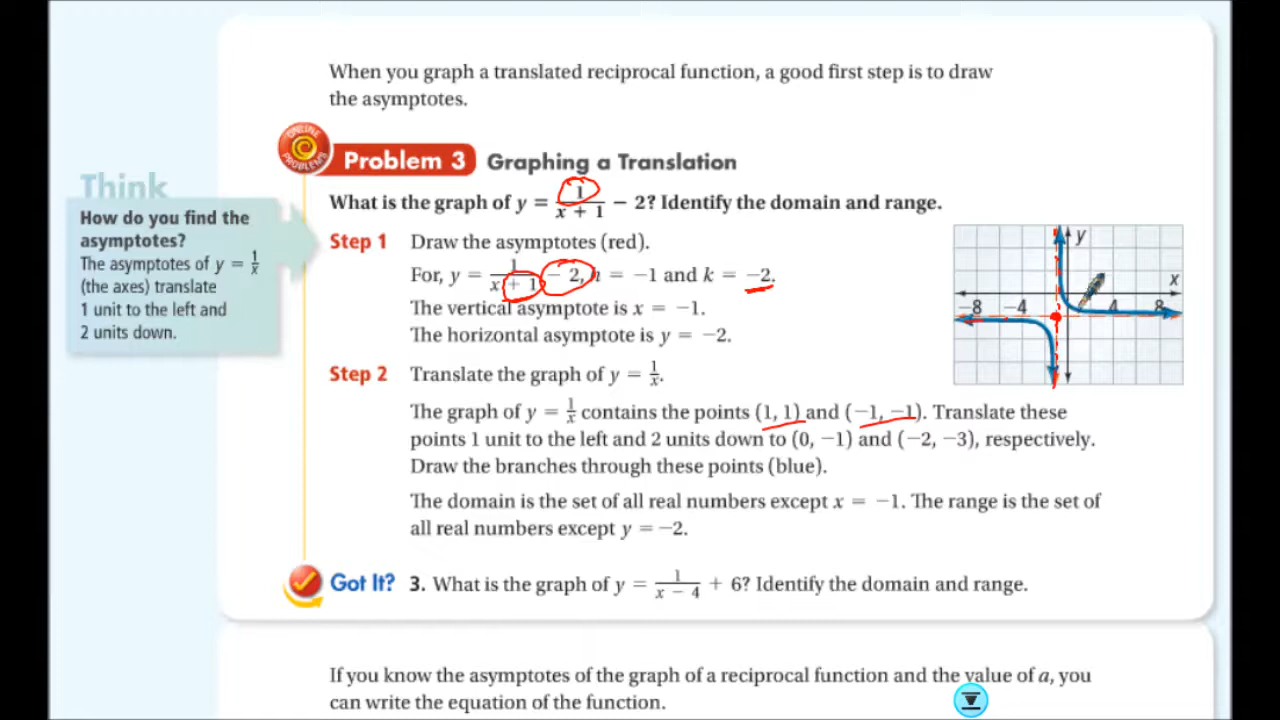 When you graph a translated reciprocal function, a good first step is to draw
the asymptotes.
ONLINE PROBLEMS
Problem 3 Graphing a Translation
What is the graph of y = 1/(x + 1) − 2? Identify the domain and range.
Think
How do you find the
asymptotes?
The asymptotes of y = 1/x
(the axes) translate
1 unit to the left and
2 units down.
Step 1 Draw the asymptotes (red).
For, y = 1/(x + 1) − 2, h = −1 and k = −2.
The vertical asymptote is x = −1.
The horizontal asymptote is y = −2.
y
x
−8 −4 4 8
Step 2 Translate the graph of y = 1/x.
The graph of y = 1/x contains the points (1, 1) and (−1, −1). Translate these
points 1 unit to the left and 2 units down to (0, −1) and (−2, −3), respectively.
Draw the branches through these points (blue).
The domain is the set of all real numbers except x = −1. The range is the set of
all real numbers except y = −2.
Got It? 3. What is the graph of y = 1/(x − 4) + 6? Identify the domain and range.
If you know the asymptotes of the graph of a reciprocal function and the value of a, you
can write the equation of the function.